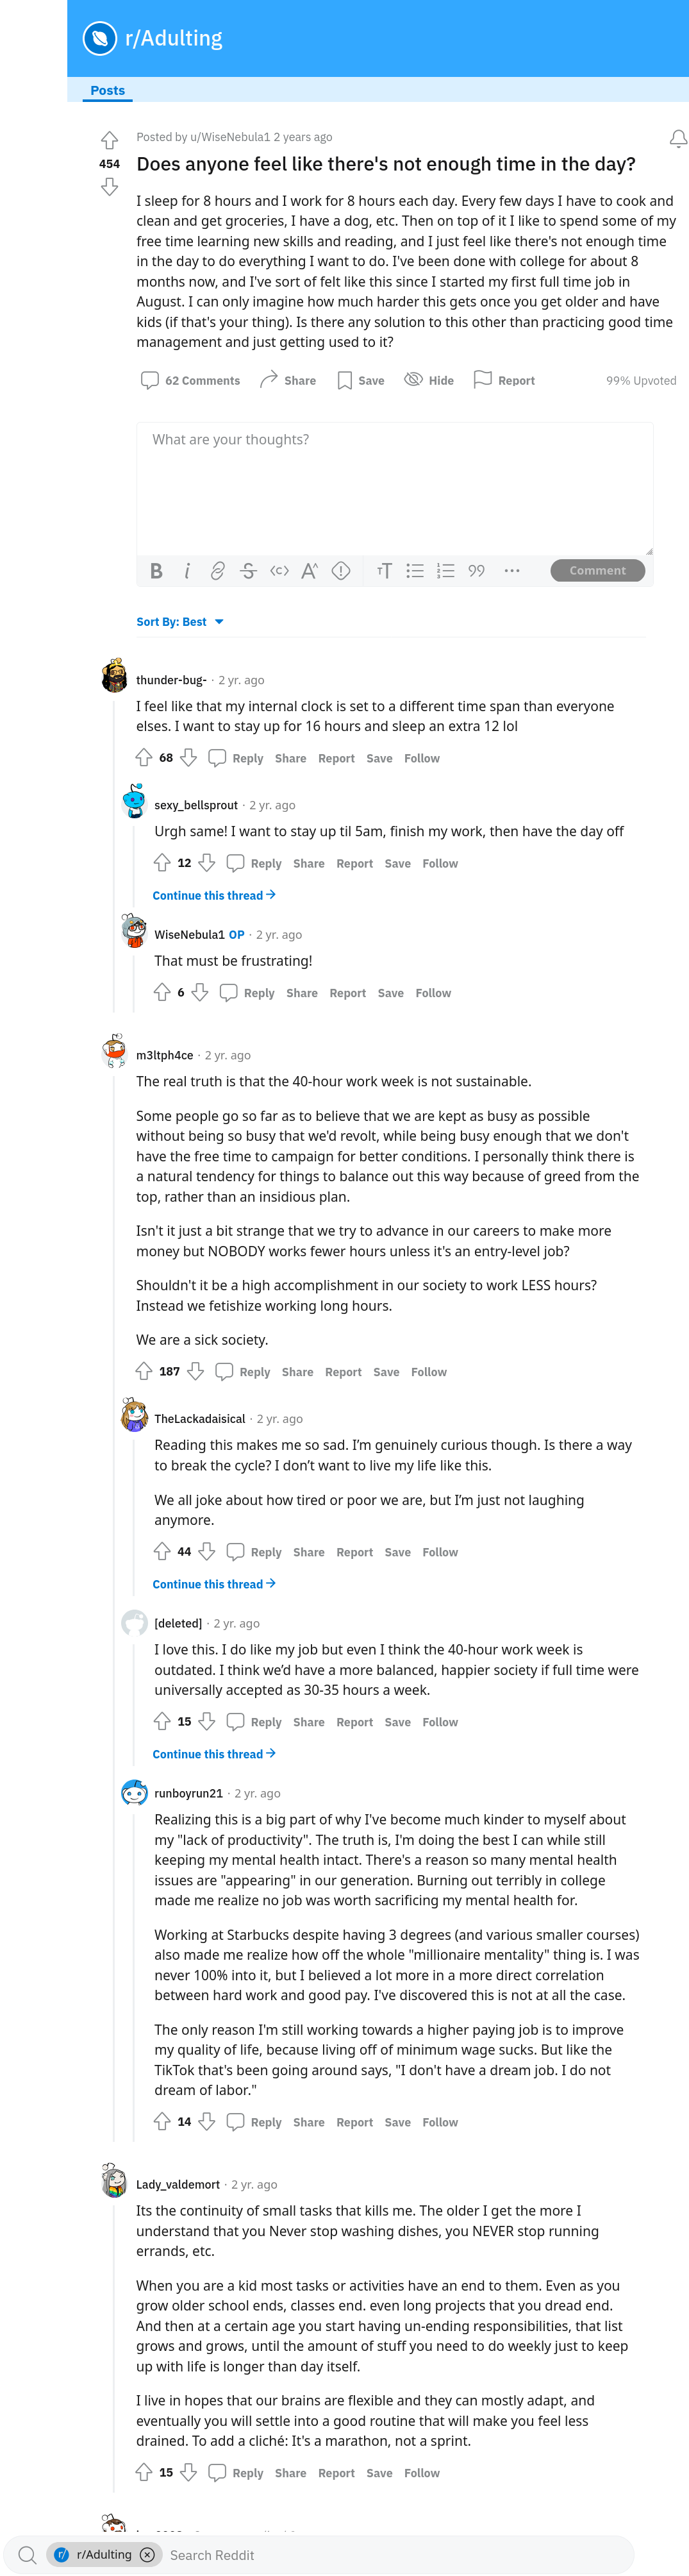 r/Adulting
Posts
Posted by u/WiseNebula1 2 years ago
454
Does anyone feel like there's not enough time in the day?
I sleep for 8 hours and I work for 8 hours each day. Every few days I have to cook and
clean and get groceries, I have a dog, etc. Then on top of it I like to spend some of my
free time learning new skills and reading, and I just feel like there's not enough time
in the day to do everything I want to do. I've been done with college for about 8
months now, and I've sort of felt like this since I started my first full time job in
August. I can only imagine how much harder this gets once you get older and have
kids (if that's your thing). Is there any solution to this other than practicing good time
management and just getting used to it?
62 Comments Share Save Hide Report 99% Upvoted
What are your thoughts?
Comment
Sort By: Best
thunder-bug- · 2 yr. ago
I feel like that my internal clock is set to a different time span than everyone
elses. I want to stay up for 16 hours and sleep an extra 12 lol
68 Reply Share Report Save Follow
sexy_bellsprout · 2 yr. ago
Urgh same! I want to stay up til 5am, finish my work, then have the day off
12 Reply Share Report Save Follow
Continue this thread →
WiseNebula1 OP · 2 yr. ago
That must be frustrating!
6 Reply Share Report Save Follow
m3ltph4ce · 2 yr. ago
The real truth is that the 40-hour work week is not sustainable.
Some people go so far as to believe that we are kept as busy as possible
without being so busy that we'd revolt, while being busy enough that we don't
have the free time to campaign for better conditions. I personally think there is
a natural tendency for things to balance out this way because of greed from the
top, rather than an insidious plan.
Isn't it just a bit strange that we try to advance in our careers to make more
money but NOBODY works fewer hours unless it's an entry-level job?
Shouldn't it be a high accomplishment in our society to work LESS hours?
Instead we fetishize working long hours.
We are a sick society.
187 Reply Share Report Save Follow
TheLackadaisical · 2 yr. ago
Reading this makes me so sad. I’m genuinely curious though. Is there a way
to break the cycle? I don’t want to live my life like this.
We all joke about how tired or poor we are, but I’m just not laughing
anymore.
44 Reply Share Report Save Follow
Continue this thread →
[deleted] · 2 yr. ago
I love this. I do like my job but even I think the 40-hour work week is
outdated. I think we’d have a more balanced, happier society if full time were
universally accepted as 30-35 hours a week.
15 Reply Share Report Save Follow
Continue this thread →
runboyrun21 · 2 yr. ago
Realizing this is a big part of why I've become much kinder to myself about
my "lack of productivity". The truth is, I'm doing the best I can while still
keeping my mental health intact. There's a reason so many mental health
issues are "appearing" in our generation. Burning out terribly in college
made me realize no job was worth sacrificing my mental health for.
Working at Starbucks despite having 3 degrees (and various smaller courses)
also made me realize how off the whole "millionaire mentality" thing is. I was
never 100% into it, but I believed a lot more in a more direct correlation
between hard work and good pay. I've discovered this is not at all the case.
The only reason I'm still working towards a higher paying job is to improve
my quality of life, because living off of minimum wage sucks. But like the
TikTok that's been going around says, "I don't have a dream job. I do not
dream of labor."
14 Reply Share Report Save Follow
Lady_valdemort · 2 yr. ago
Its the continuity of small tasks that kills me. The older I get the more I
understand that you Never stop washing dishes, you NEVER stop running
errands, etc.
When you are a kid most tasks or activities have an end to them. Even as you
grow older school ends, classes end. even long projects that you dread end.
And then at a certain age you start having un-ending responsibilities, that list
grows and grows, until the amount of stuff you need to do weekly just to keep
up with life is longer than day itself.
I live in hopes that our brains are flexible and they can mostly adapt, and
eventually you will settle into a good routine that will make you feel less
drained. To add a cliché: It's a marathon, not a sprint.
15 Reply Share Report Save Follow
r/ r/Adulting Search Reddit